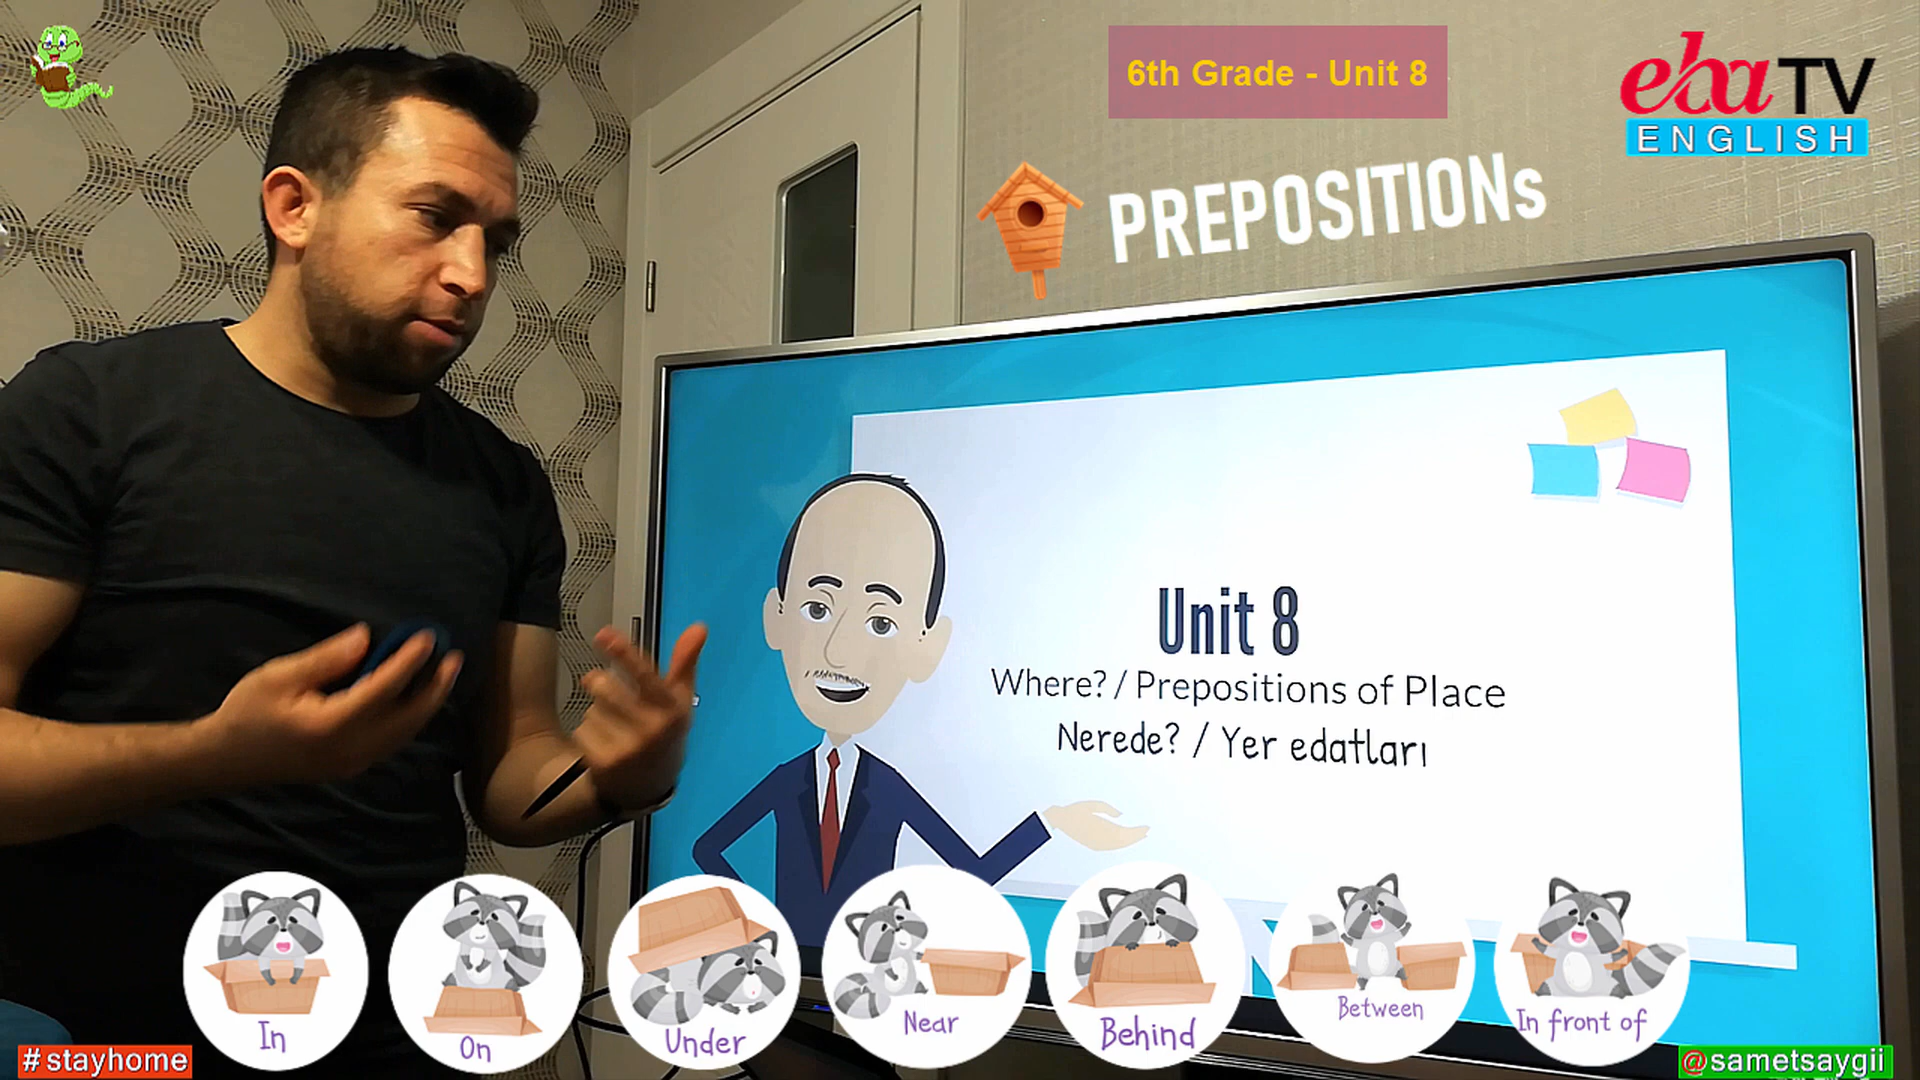 6th Grade - Unit 8
eba TV
ENGLISH
PREPOSITIONs
Unit 8
Where? / Prepositions of Place
Nerede? / Yer edatları
In
On
Under
Near
Behind
Between
In front of
#stayhome
@sametsaygii